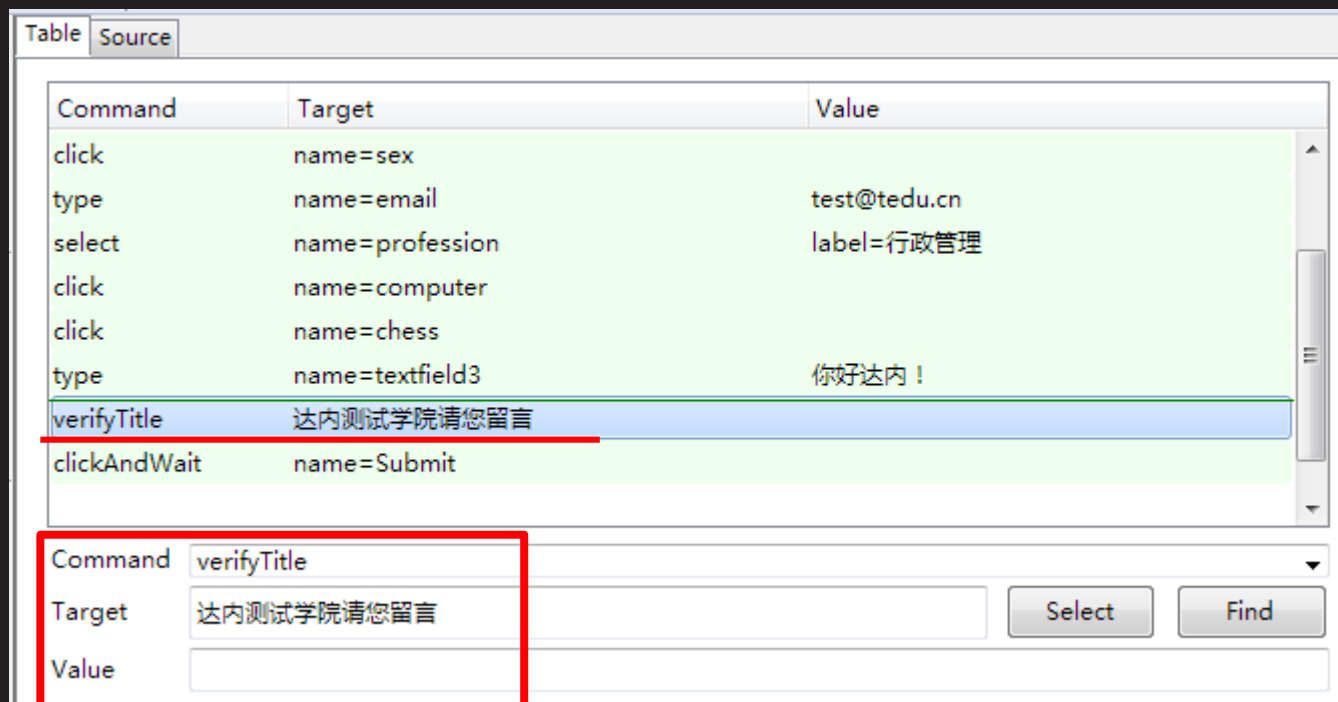 Table Source
Command Target Value
click name=sex
type name=email test@tedu.cn
select name=profession label=行政管理
click name=computer
click name=chess
type name=textfield3 你好达内！
verifyTitle 达内测试学院请您留言
clickAndWait name=Submit
Command verifyTitle
Target 达内测试学院请您留言 Select Find
Value